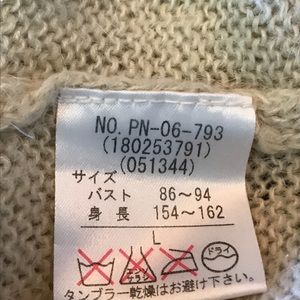 NO. PN-06-793
(180253791)
(051344)
サイズ
バスト 86～94
身長 154～162
L
ドライ
タンブラー乾燥はお避け下さい。